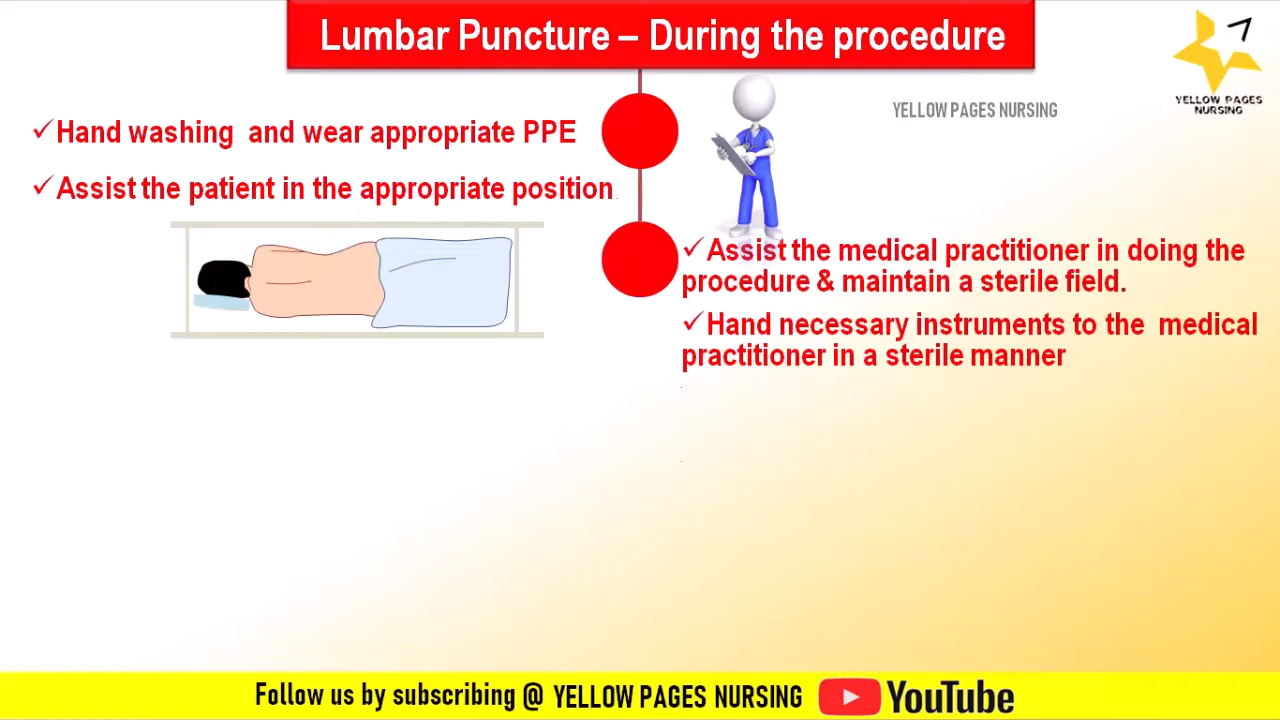 Lumbar Puncture – During the procedure
YELLOW PAGES
NURSING
YELLOW PAGES NURSING
✓Hand washing and wear appropriate PPE
✓Assist the patient in the appropriate position
✓Assist the medical practitioner in doing the
procedure & maintain a sterile field.
✓Hand necessary instruments to the medical
practitioner in a sterile manner
Follow us by subscribing @ YELLOW PAGES NURSING YouTube